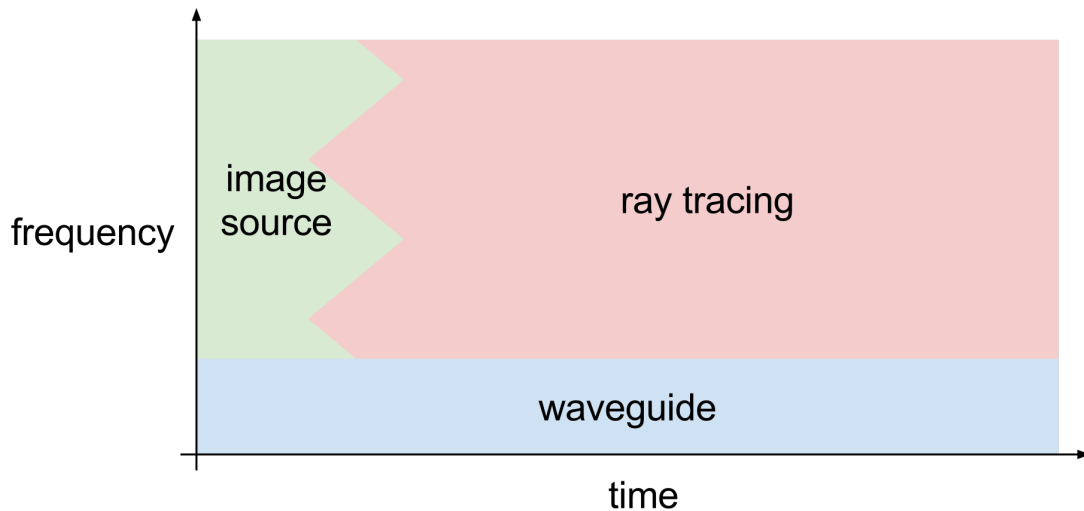 image
source
ray tracing
frequency
waveguide
time